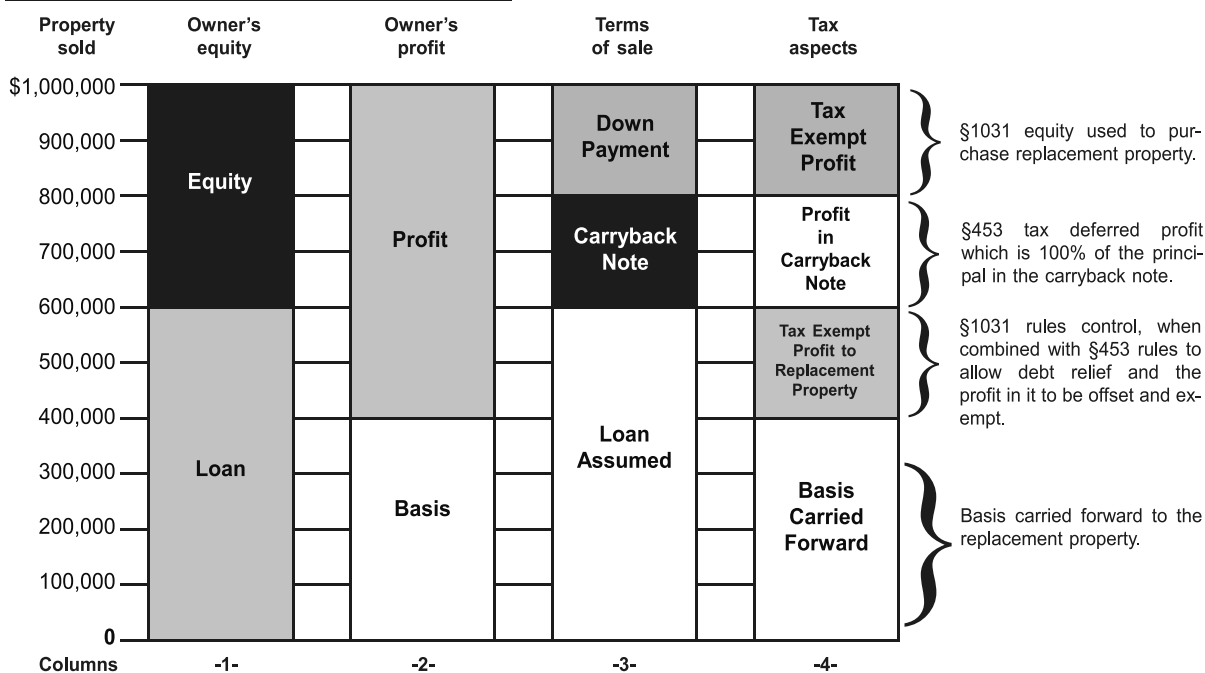 Property sold
Owner's equity
Owner's profit
Terms of sale
Tax aspects
$1,000,000
900,000
800,000
700,000
600,000
500,000
400,000
300,000
200,000
100,000
0
Equity
Loan
Profit
Basis
Down
Payment
Carryback
Note
Loan
Assumed
Tax
Exempt
Profit
Profit
in
Carryback
Note
Tax Exempt
Profit to
Replacement
Property
Basis
Carried
Forward
§1031 equity used to pur-
chase replacement property.
§453 tax deferred profit
which is 100% of the princi-
pal in the carryback note.
§1031 rules control, when
combined with §453 rules to
allow debt relief and the
profit in it to be offset and ex-
empt.
Basis carried forward to the
replacement property.
Columns -1- -2- -3- -4-